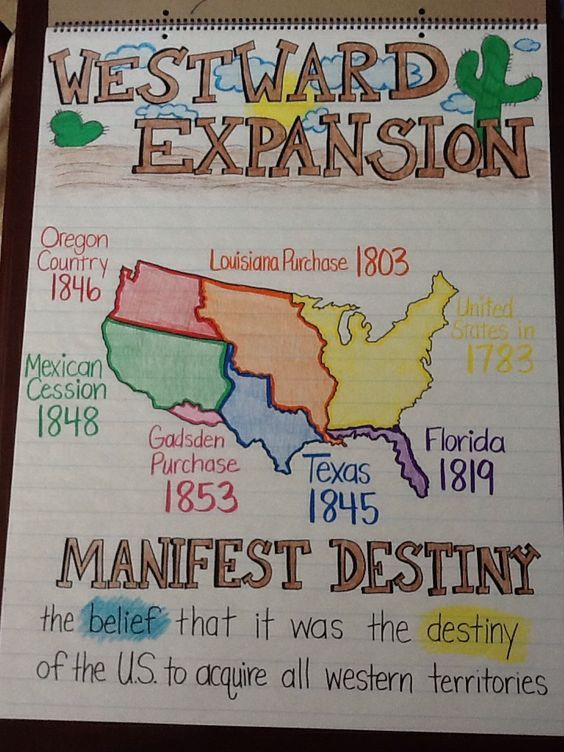 WESTWARD
EXPANSION
Oregon
Country
1846
Louisiana Purchase 1803
United
States in
1783
Mexican
Cession
1848
Gadsden
Purchase
1853
Texas
1845
Florida
1819
MANIFEST DESTINY
the belief that it was the destiny
of the U.S. to acquire all western territories